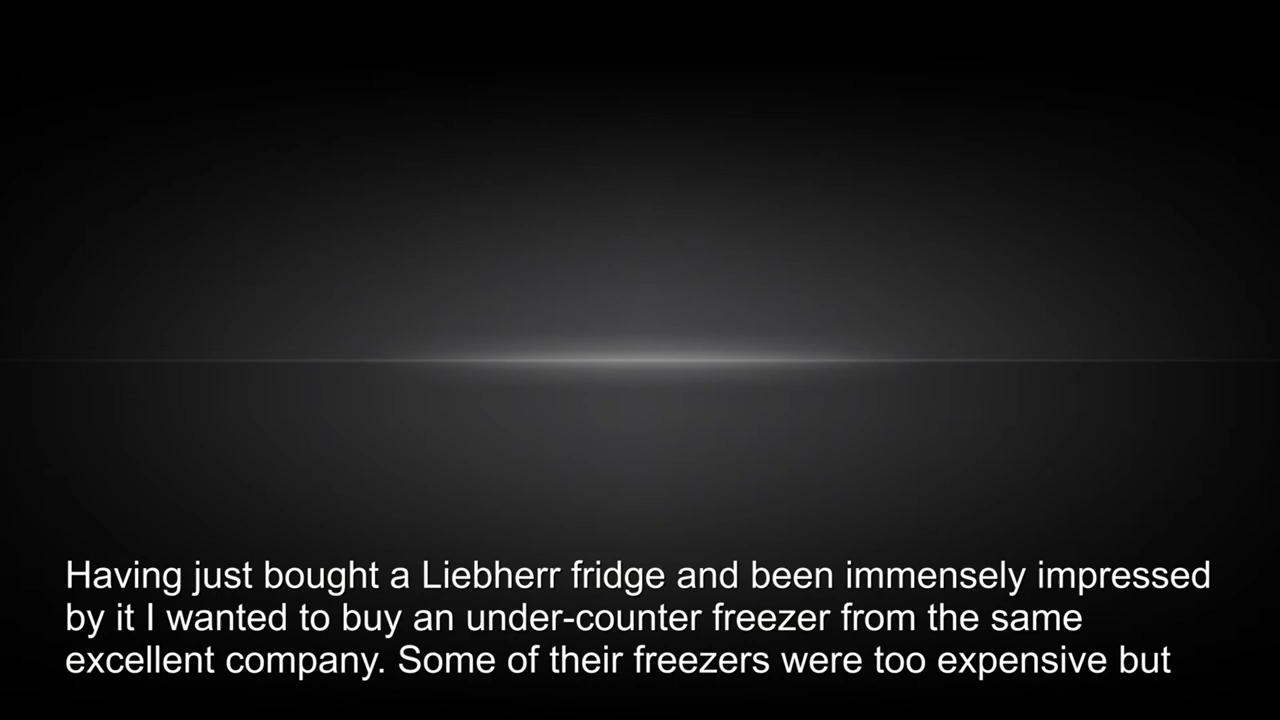 Having just bought a Liebherr fridge and been immensely impressed
by it I wanted to buy an under-counter freezer from the same
excellent company. Some of their freezers were too expensive but